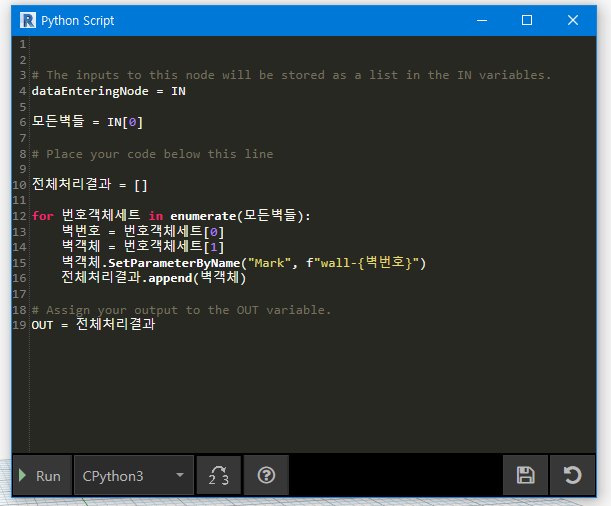 R Python Script
1
2
3 # The inputs to this node will be stored as a list in the IN variables.
4 dataEnteringNode = IN
5
6 모든벽들 = IN[0]
7
8 # Place your code below this line
9
10 전체처리결과 = []
11
12 for 번호객체세트 in enumerate(모든벽들):
13     벽번호 = 번호객체세트[0]
14     벽객체 = 번호객체세트[1]
15     벽객체.SetParameterByName("Mark", f"wall-{벽번호}")
16     전체처리결과.append(벽객체)
17
18 # Assign your output to the OUT variable.
19 OUT = 전체처리결과
Run CPython3 2 3 ?